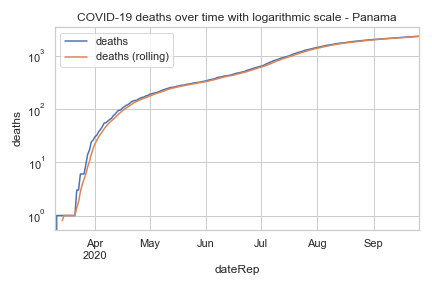 COVID-19 deaths over time with logarithmic scale - Panama
deaths
deaths (rolling)
10³
10²
10¹
10⁰
deaths
Apr
2020
May
Jun
Jul
Aug
Sep
dateRep